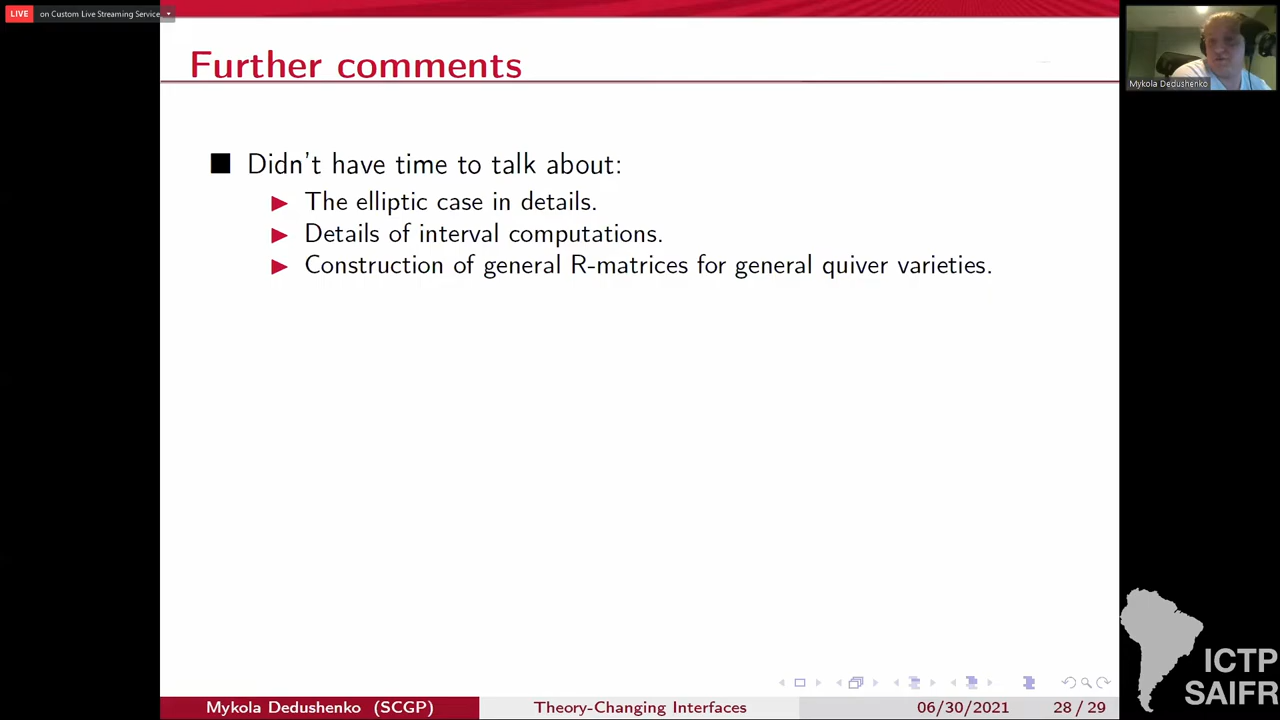 LIVE on Custom Live Streaming Service
Further comments
Mykola Dedushenko
Didn't have time to talk about:
The elliptic case in details.
Details of interval computations.
Construction of general R-matrices for general quiver varieties.
ICTP
SAIFR
Mykola Dedushenko (SCGP) Theory-Changing Interfaces 06/30/2021 28 / 29